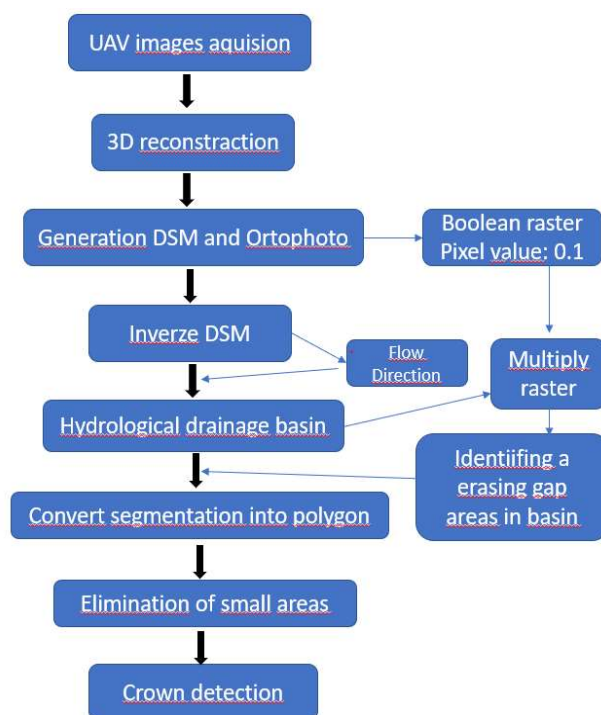 UAV images aquision
3D reconstraction
Generation DSM and Ortophoto
Boolean raster
Pixel value: 0.1
Inverze DSM
Flow
Direction
Multiply
raster
Hydrological drainage basin
Identiifing a
erasing gap
areas in basin
Convert segmentation into polygon
Elimination of small areas
Crown detection